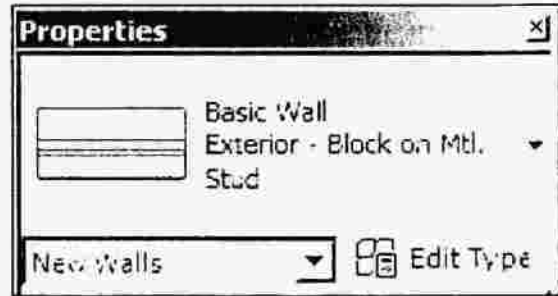 Properties
Basic Wall
Exterior - Block on Mtl.
Stud
New Walls
Edit Type